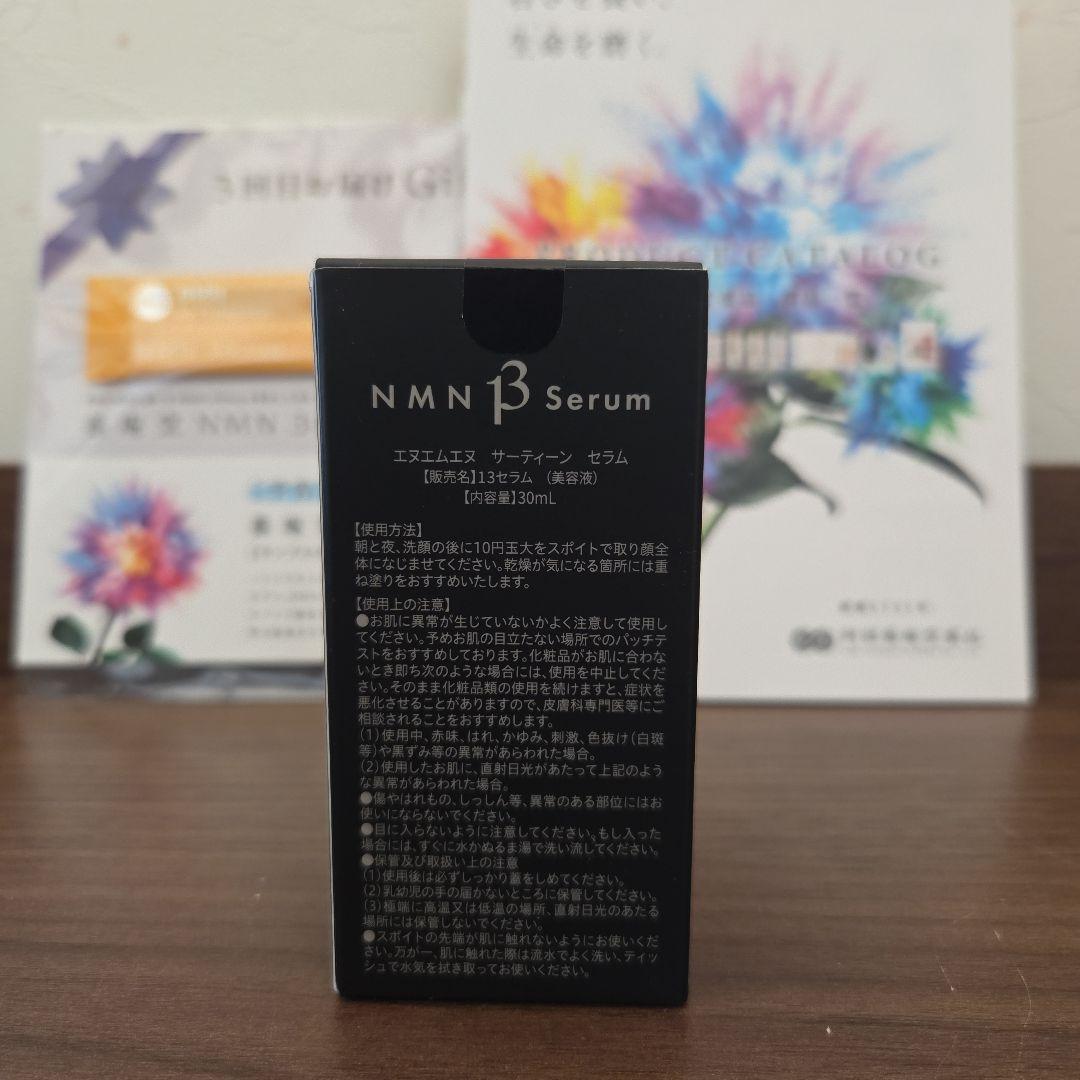 生命を磨く。
PRODUCT CATALOG
NMN 13 Serum
エヌエムエヌ サーティーン セラム
【販売名】13セラム (美容液)
【内容量】30mL
【使用方法】
朝と夜、洗顔の後に10円玉大をスポイトで取り顔全
体になじませてください。乾燥が気になる箇所には重
ね塗りをおすすめいたします。
【使用上の注意】
●お肌に異常が生じていないかよく注意して使用し
てください。予めお肌の目立たない場所でのパッチテ
ストをおすすめしております。化粧品がお肌に合わな
いとき即ち次のような場合には、使用を中止してくだ
さい。そのまま化粧品類の使用を続けますと、症状を
悪化させることがありますので、皮膚科専門医等にご
相談されることをおすすめします。
(1)使用中、赤味、はれ、かゆみ、刺激、色抜け(白斑
等)や黒ずみ等の異常があらわれた場合。
(2)使用したお肌に、直射日光があたって上記のよう
な異常があらわれた場合。
●傷やはれもの、しっしん等、異常のある部位にはお
使いにならないでください。
●目に入らないように注意してください。もし入った
場合には、すぐに水かぬるま湯で洗い流してください。
●保管及び取扱い上の注意
(1)使用後は必ずしっかり蓋をしめてください。
(2)乳幼児の手の届かないところに保管してください。
(3)極端に高温又は低温の場所、直射日光のあたる
場所には保管しないでください。
●スポイトの先端が肌に触れないようにお使いくだ
さい。万が一、肌に触れた際は流水でよく洗い、ティッ
シュで水気を拭き取ってお使いください。